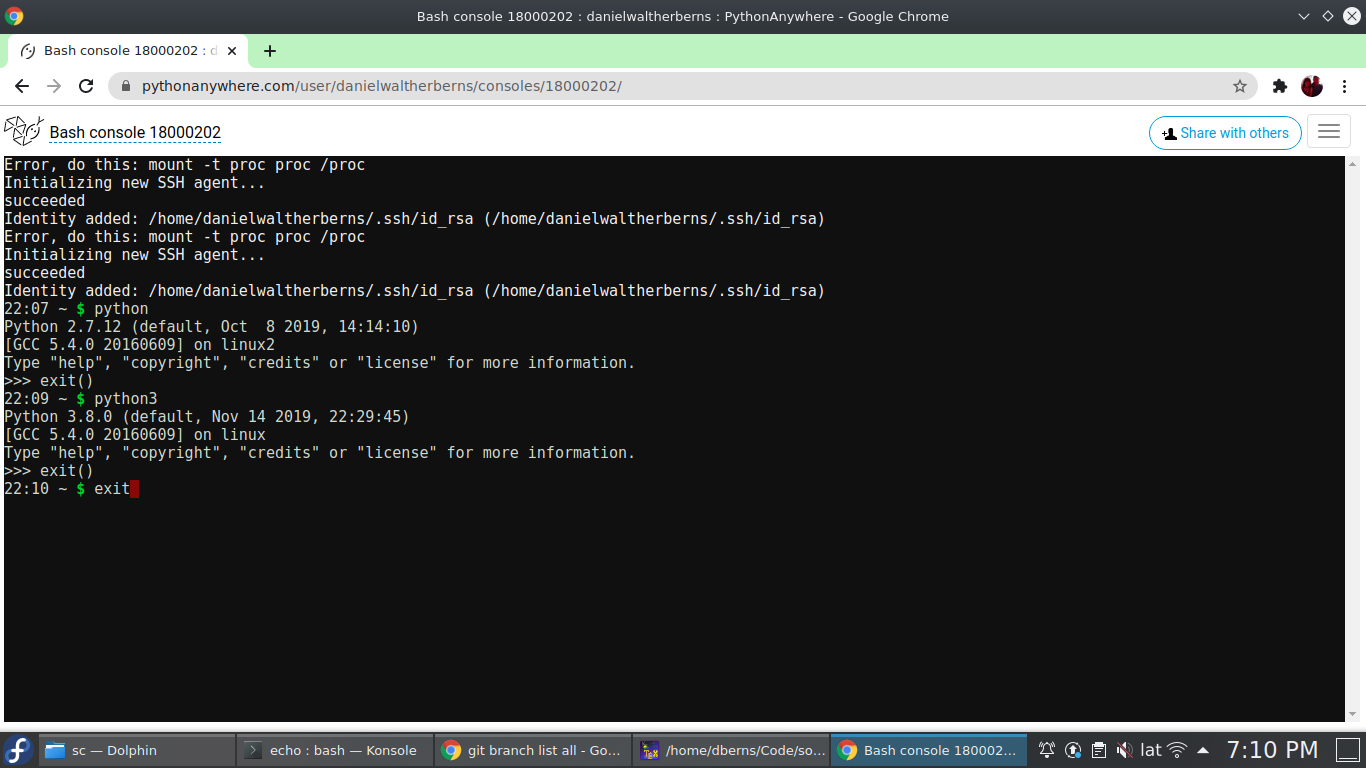 Bash console 18000202 : danielwaltherberns : PythonAnywhere - Google Chrome
Bash console 18000202 : d
pythonanywhere.com/user/danielwaltherberns/consoles/18000202/
Bash console 18000202
Share with others
Error, do this: mount -t proc proc /proc
Initializing new SSH agent...
succeeded
Identity added: /home/danielwaltherberns/.ssh/id_rsa (/home/danielwaltherberns/.ssh/id_rsa)
Error, do this: mount -t proc proc /proc
Initializing new SSH agent...
succeeded
Identity added: /home/danielwaltherberns/.ssh/id_rsa (/home/danielwaltherberns/.ssh/id_rsa)
22:07 ~ $ python
Python 2.7.12 (default, Oct  8 2019, 14:14:10)
[GCC 5.4.0 20160609] on linux2
Type "help", "copyright", "credits" or "license" for more information.
>>> exit()
22:09 ~ $ python3
Python 3.8.0 (default, Nov 14 2019, 22:29:45)
[GCC 5.4.0 20160609] on linux
Type "help", "copyright", "credits" or "license" for more information.
>>> exit()
22:10 ~ $ exit
sc — Dolphin
echo : bash — Konsole
git branch list all - Go...
/home/dberns/Code/so...
Bash console 180002...
lat
7:10 PM